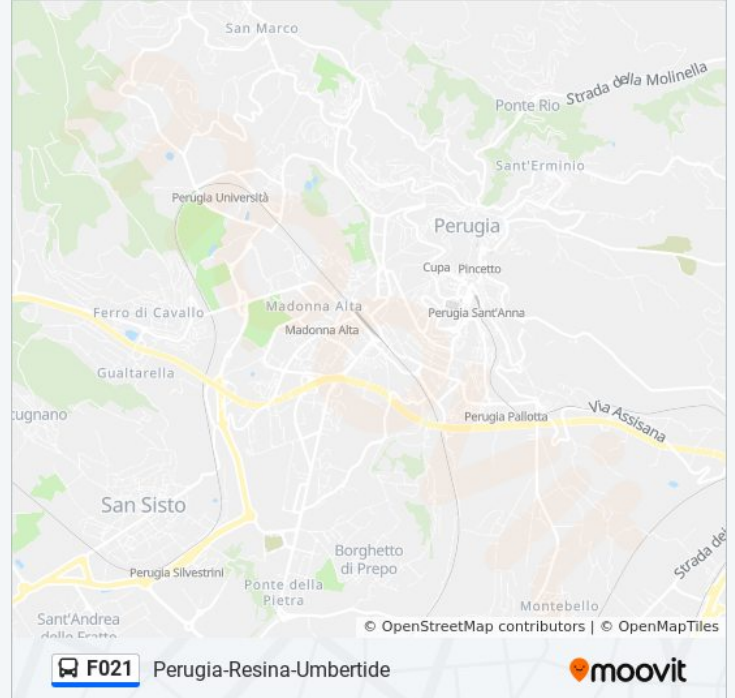 San Marco
Strada della Molinella
Ponte Rio
Sant'Erminio
Perugia Università
Perugia
Cupa
Pincetto
Madonna Alta
Ferro di Cavallo
Perugia Sant'Anna
Madonna Alta
Gualtarella
cugnano
Perugia Pallotta
Via Assisana
San Sisto
Borghetto
di Prepo
Strada dei
Perugia Silvestrini
Ponte della
Pietra
Montebello
Sant'Andrea
delle Fratte
© OpenStreetMap contributors | © OpenMapTiles
F021 Perugia-Resina-Umbertide
moovit